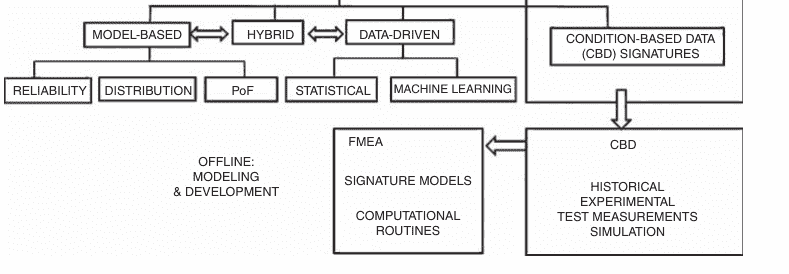 MODEL-BASED
HYBRID
DATA-DRIVEN
CONDITION-BASED DATA
(CBD) SIGNATURES
RELIABILITY
DISTRIBUTION
PoF
STATISTICAL
MACHINE LEARNING
OFFLINE:
MODELING
& DEVELOPMENT
FMEA
SIGNATURE MODELS
COMPUTATIONAL
ROUTINES
CBD
HISTORICAL
EXPERIMENTAL
TEST MEASUREMENTS
SIMULATION